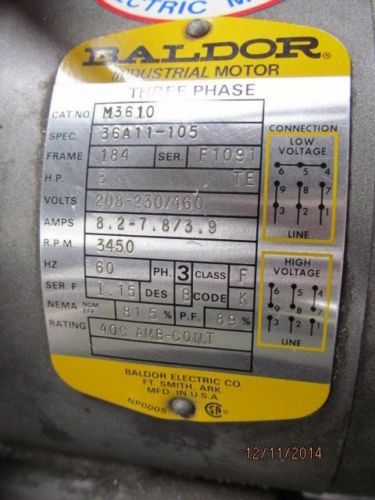 ELECTRIC M
BALDOR®
INDUSTRIAL MOTOR
THREE PHASE
CAT.NO M3610
SPEC. 36A11-105
FRAME 184 SER. F1091
H.P. 3 TE
VOLTS 208-230/460
AMPS 8.2-7.8/3.9
R.P.M. 3450
HZ 60 PH. 3 CLASS F
SER. F. 1.15 DES B CODE K
NEMA NOM. EFF. 81.5 % P.F. 89 %
RATING 40C AMB-CONT
CONNECTION
LOW VOLTAGE
6 5 4
9 8 7
3 2 1
LINE
HIGH VOLTAGE
6 5 4
9 8 7
3 2 1
LINE
BALDOR ELECTRIC CO.
FT. SMITH, ARK.
MFD. IN U.S.A.
NP0005
SA
12/11/2014